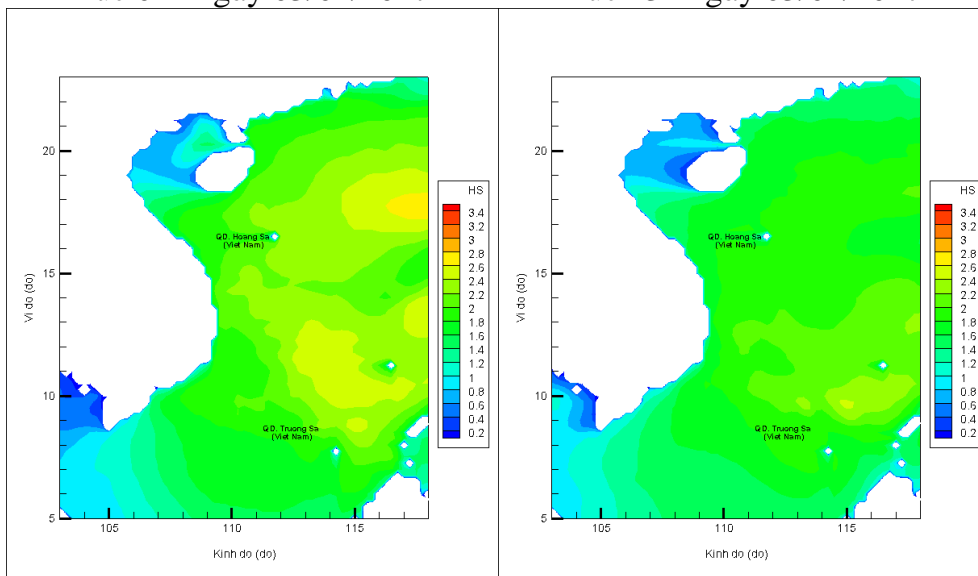 HS
3.4
3.2
3
2.8
2.6
2.4
2.2
2
1.8
1.6
1.4
1.2
1
0.8
0.6
0.4
0.2
20
15
10
5
Vi do (do)
QD. Hoang Sa
(Viet Nam)
QD. Truong Sa
(Viet Nam)
105 110 115
Kinh do (do)
HS
3.4
3.2
3
2.8
2.6
2.4
2.2
2
1.8
1.6
1.4
1.2
1
0.8
0.6
0.4
0.2
20
15
10
5
Vi do (do)
QD. Hoang Sa
(Viet Nam)
QD. Truong Sa
(Viet Nam)
105 110 115
Kinh do (do)